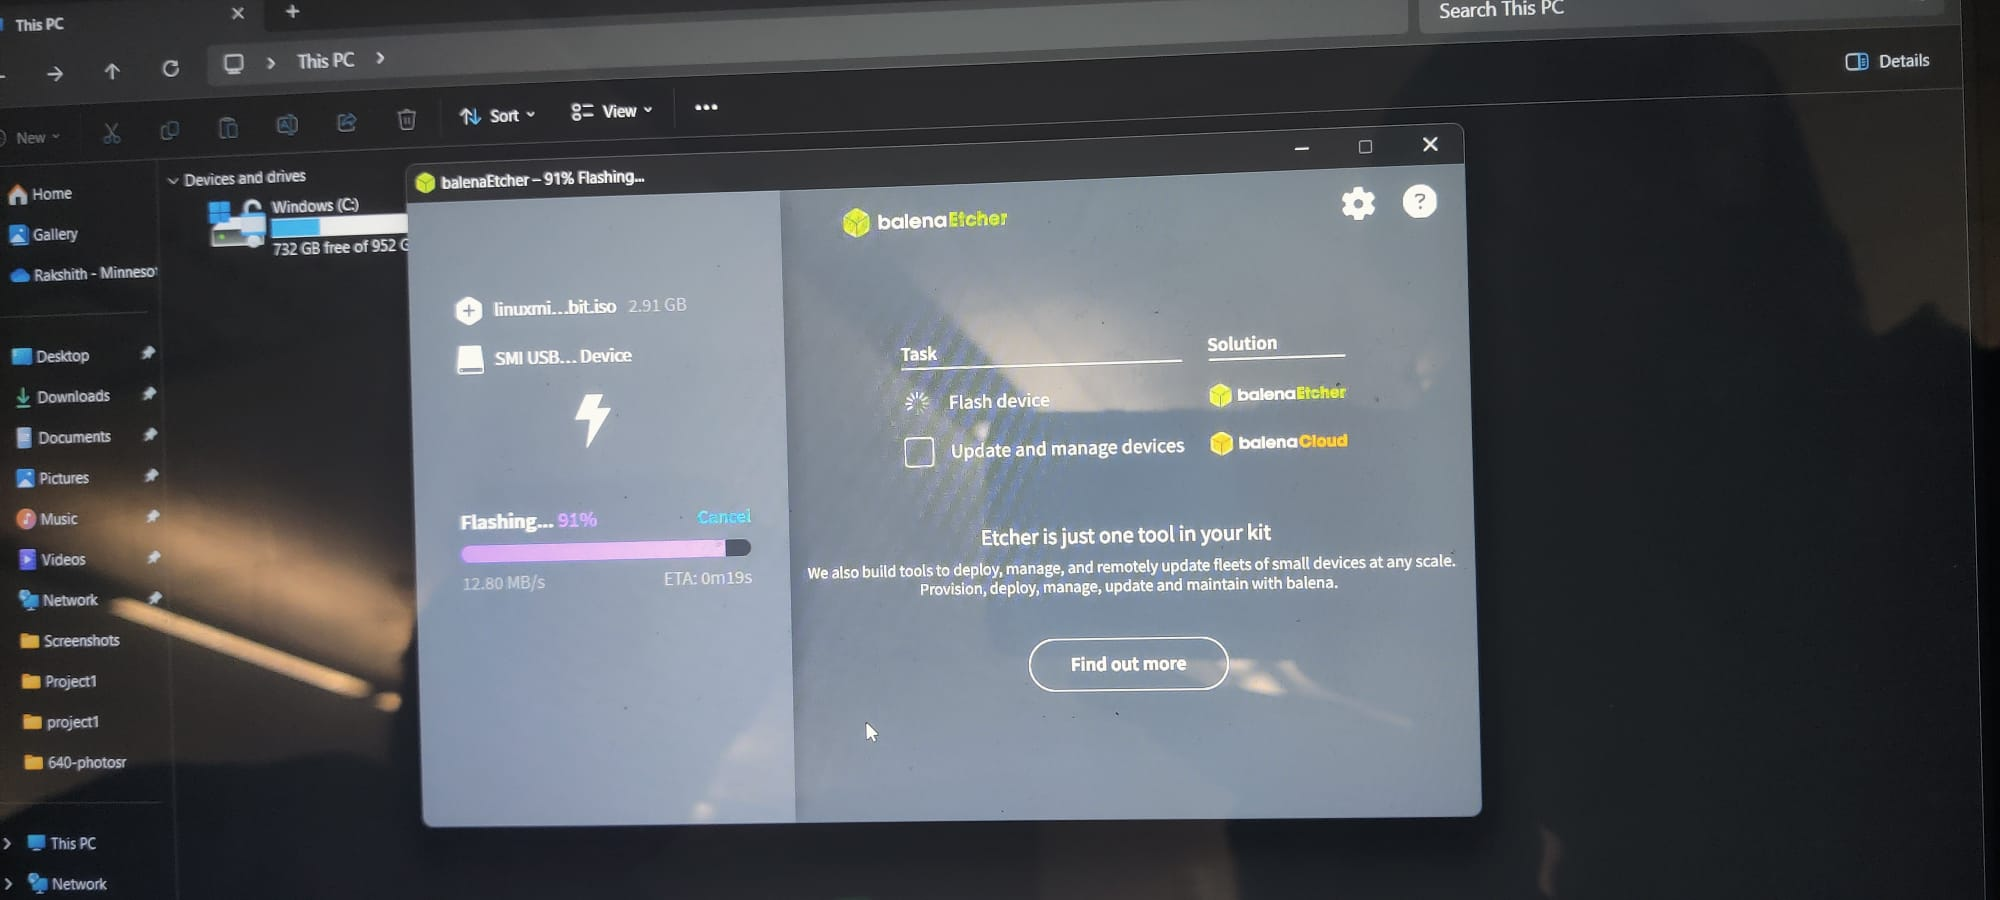 This PC
Search This PC
This PC
Details
New
Sort
View
Home
Gallery
Rakshith - Minneso
Desktop
Downloads
Documents
Pictures
Music
Videos
Network
Screenshots
Project1
project1
640-photosr
This PC
Network
Devices and drives
Windows (C:)
732 GB free of 952 G
balenaEtcher – 91% Flashing...
balenaEtcher
linuxmi...bit.iso 2.91 GB
SMI USB... Device
Flashing... 91% Cancel
12.80 MB/s ETA: 0m19s
Task Solution
Flash device balenaEtcher
Update and manage devices balenaCloud
Etcher is just one tool in your kit
We also build tools to deploy, manage, and remotely update fleets of small devices at any scale.
Provision, deploy, manage, update and maintain with balena.
Find out more